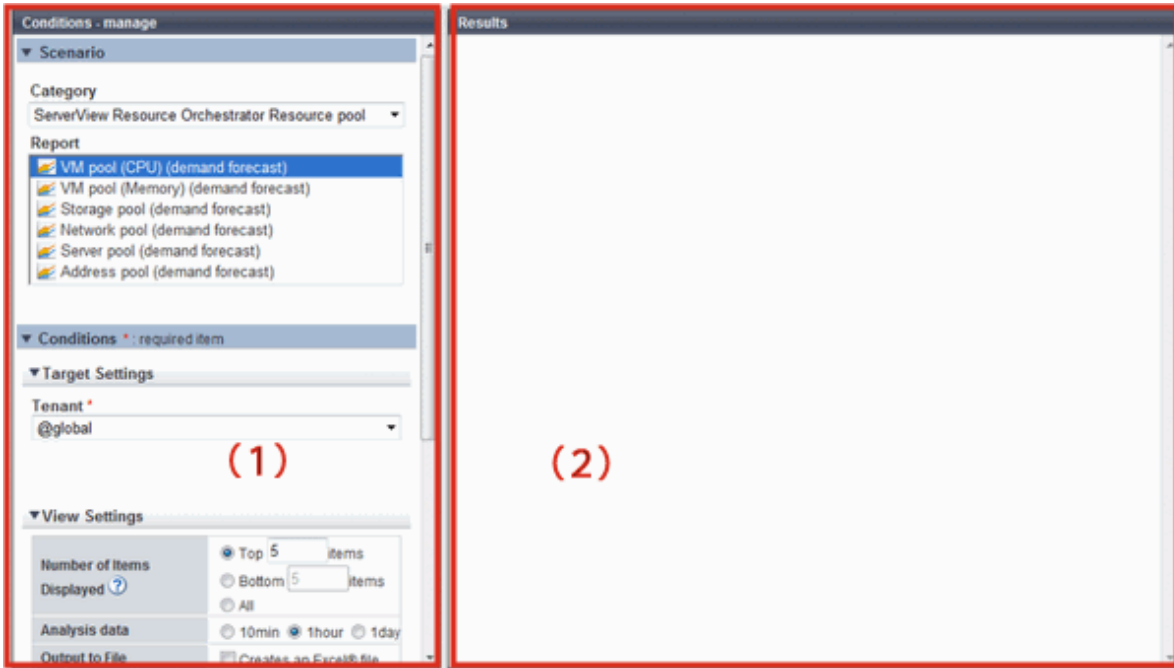 Conditions - manage
Scenario
Category
ServerView Resource Orchestrator Resource pool
Report
VM pool (CPU) (demand forecast)
VM pool (Memory) (demand forecast)
Storage pool (demand forecast)
Network pool (demand forecast)
Server pool (demand forecast)
Address pool (demand forecast)
Conditions * : required item
Target Settings
Tenant *
@global
(1)
View Settings
Number of Items Displayed ?
Top 5 items
Bottom 5 items
All
Analysis data
10min 1hour 1day
Output to File
Creates an Excel® file
Results
(2)